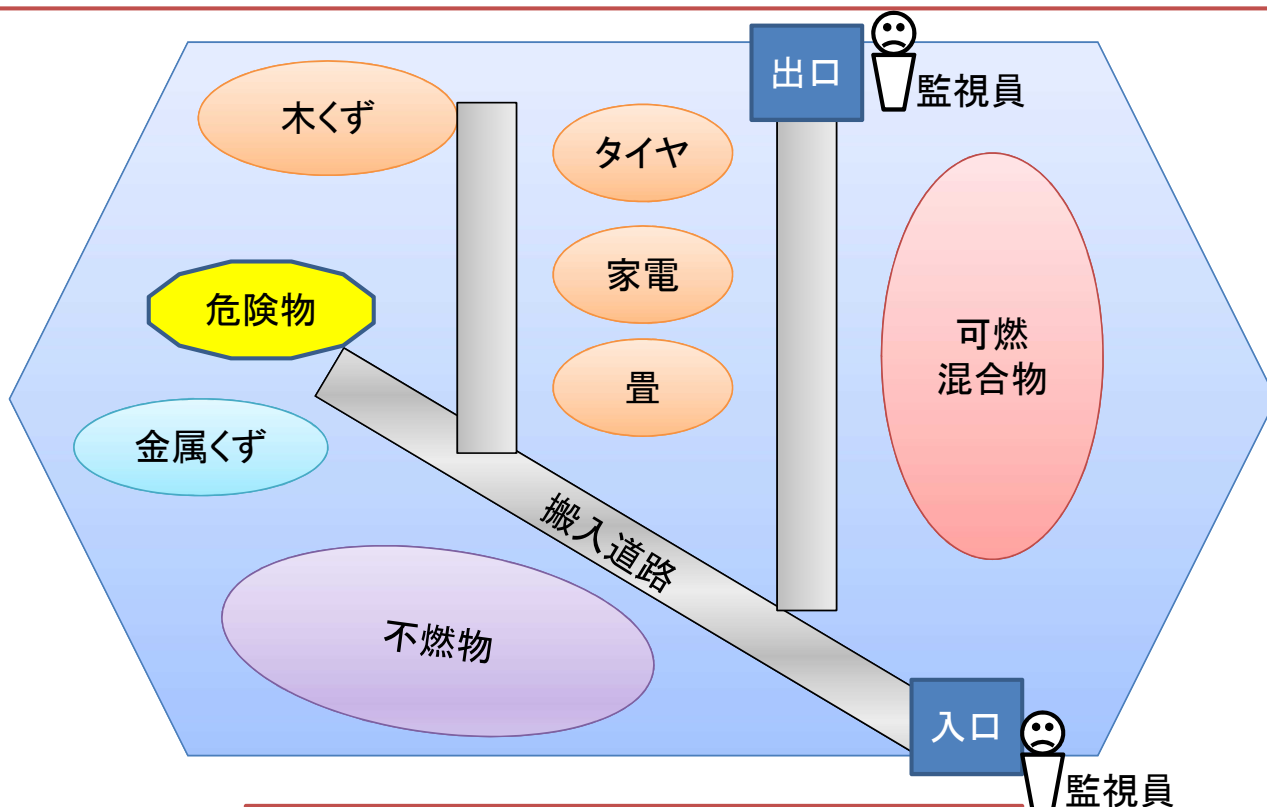 出口
監視員
木くず
タイヤ
家電
危険物
可燃
混合物
畳
金属くず
搬入道路
不燃物
入口
監視員